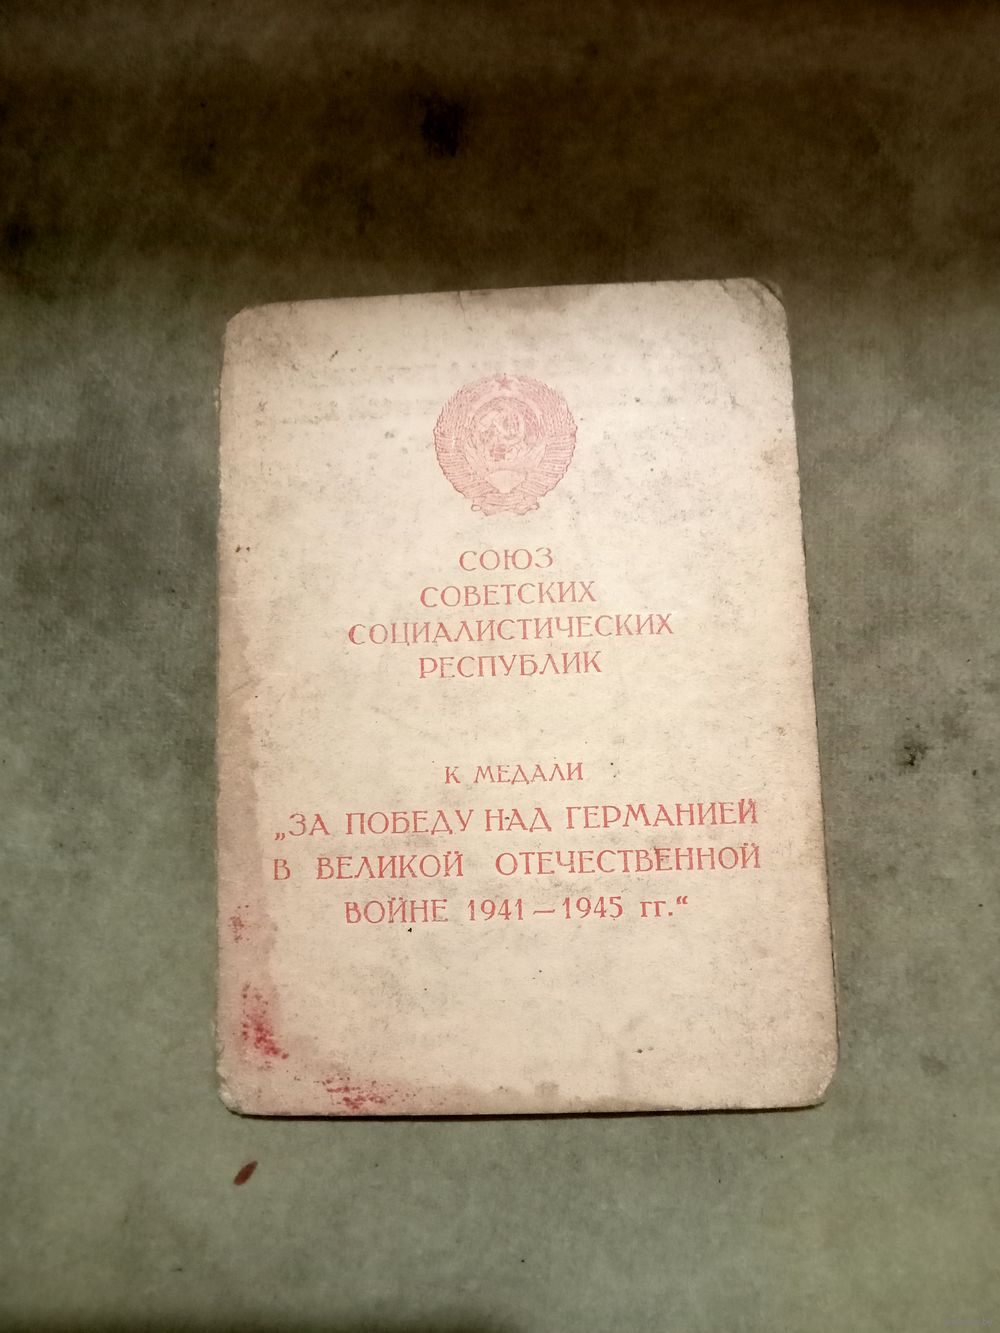 СОЮЗ
СОВЕТСКИХ
СОЦИАЛИСТИЧЕСКИХ
РЕСПУБЛИК
К МЕДАЛИ
„ЗА ПОБЕДУ НАД ГЕРМАНИЕЙ
В ВЕЛИКОЙ ОТЕЧЕСТВЕННОЙ
ВОЙНЕ 1941—1945 гг.“